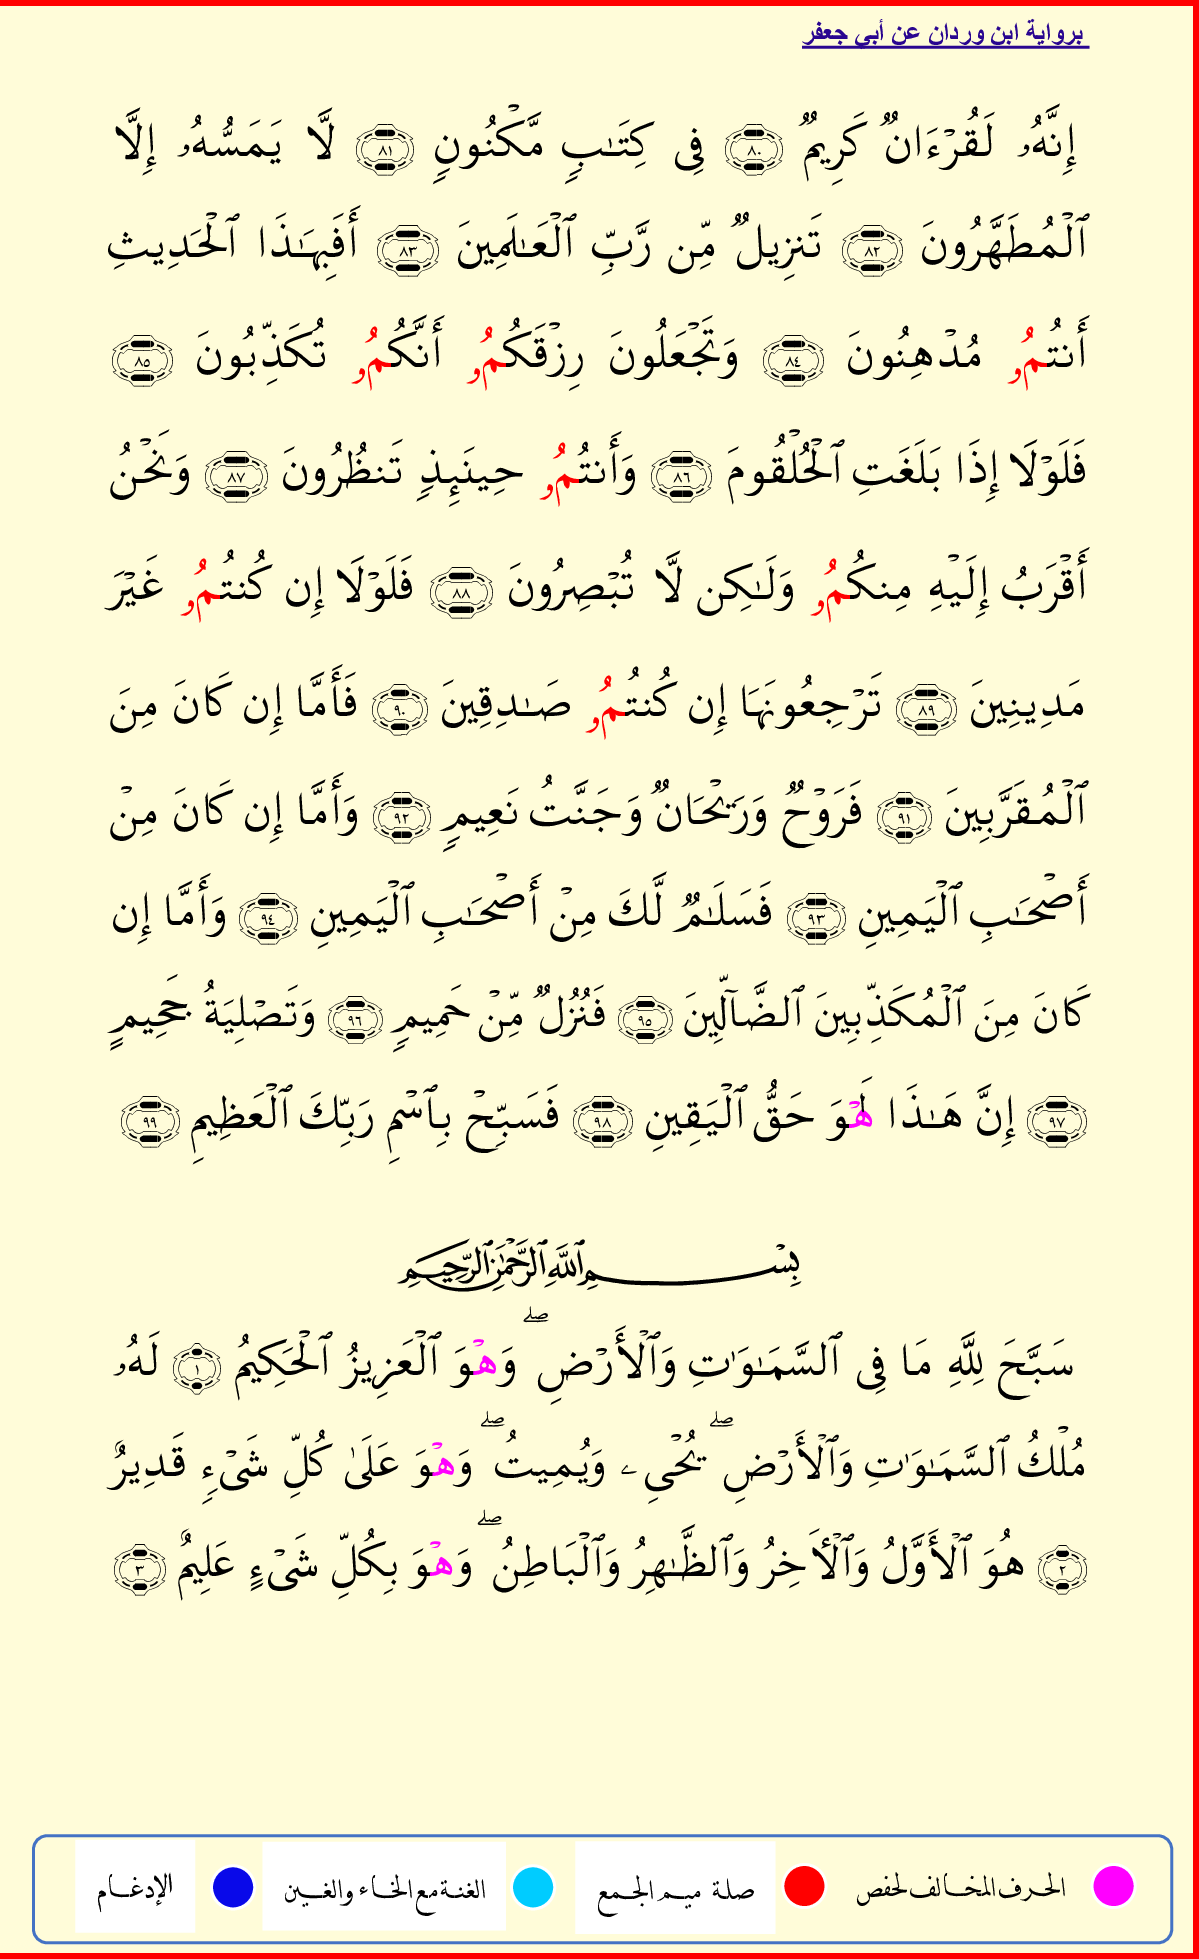 برواية ابن وردان عن أبي جعفر
إِنَّهُۥ لَقُرْءَانٌ كَرِيمٌ ٨٠ فِى كِتَـٰبٍ مَّكْنُونٍ ٨١ لَّا يَمَسُّهُۥ إِلَّا
ٱلْمُطَهَّرُونَ ٨٢ تَنزِيلٌ مِّن رَّبِّ ٱلْعَـٰلَمِينَ ٨٣ أَفَبِهَـٰذَا ٱلْحَدِيثِ
أَنتُمُۥ مُدْهِنُونَ ٨٤ وَتَجْعَلُونَ رِزْقَكُمُۥ أَنَّكُمُۥ تُكَذِّبُونَ ٨٥
فَلَوْلَا إِذَا بَلَغَتِ ٱلْحُلْقُومَ ٨٦ وَأَنتُمُۥ حِينَئِذٍ تَنظُرُونَ ٨٧ وَنَحْنُ
أَقْرَبُ إِلَيْهِ مِنكُمُۥ وَلَـٰكِن لَّا تُبْصِرُونَ ٨٨ فَلَوْلَا إِن كُنتُمُۥ غَيْرَ
مَدِينِينَ ٨٩ تَرْجِعُونَهَا إِن كُنتُمُۥ صَـٰدِقِينَ ٩٠ فَأَمَّا إِن كَانَ مِنَ
ٱلْمُقَرَّبِينَ ٩١ فَرَوْحٌ وَرَيْحَانٌ وَجَنَّتُ نَعِيمٍ ٩٢ وَأَمَّا إِن كَانَ مِنْ
أَصْحَـٰبِ ٱلْيَمِينِ ٩٣ فَسَلَـٰمٌ لَّكَ مِنْ أَصْحَـٰبِ ٱلْيَمِينِ ٩٤ وَأَمَّا إِن
كَانَ مِنَ ٱلْمُكَذِّبِينَ ٱلضَّآلِّينَ ٩٥ فَنُزُلٌ مِّنْ حَمِيمٍ ٩٦ وَتَصْلِيَةُ جَحِيمٍ
٩٧ إِنَّ هَـٰذَا لَهْوَ حَقُّ ٱلْيَقِينِ ٩٨ فَسَبِّحْ بِٱسْمِ رَبِّكَ ٱلْعَظِيمِ ٩٩
بِسْمِ ٱللَّهِ ٱلرَّحْمَـٰنِ ٱلرَّحِيمِ
سَبَّحَ لِلَّهِ مَا فِى ٱلسَّمَـٰوَٰتِ وَٱلْأَرْضِ ۖ وَهْوَ ٱلْعَزِيزُ ٱلْحَكِيمُ ١ لَهُۥ
مُلْكُ ٱلسَّمَـٰوَٰتِ وَٱلْأَرْضِ ۖ يُحْىِۦ وَيُمِيتُ ۖ وَهْوَ عَلَىٰ كُلِّ شَىْءٍ قَدِيرٌ
٢ هُوَ ٱلْأَوَّلُ وَٱلْأَخِرُ وَٱلظَّـٰهِرُ وَٱلْبَاطِنُ ۖ وَهْوَ بِكُلِّ شَىْءٍ عَلِيمٌ ٣
الحرف المخالف لحفص صلة ميم الجمع الغنة مع الخاء والغين الإدغام